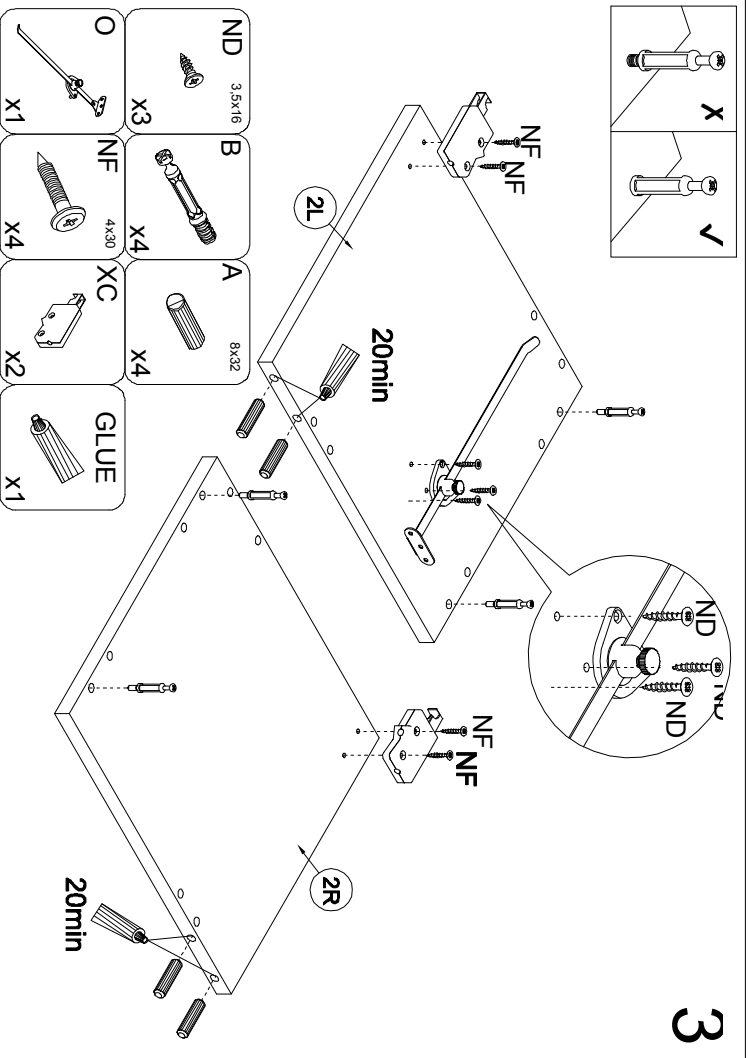 3
X
✓
NF
NF
2L
20min
ND
ND
ND
NF
NF
2R
20min
ND
3,5x16
x3
B
x4
A
8x32
x4
O
x1
NF
4x30
x4
XC
x2
GLUE
x1